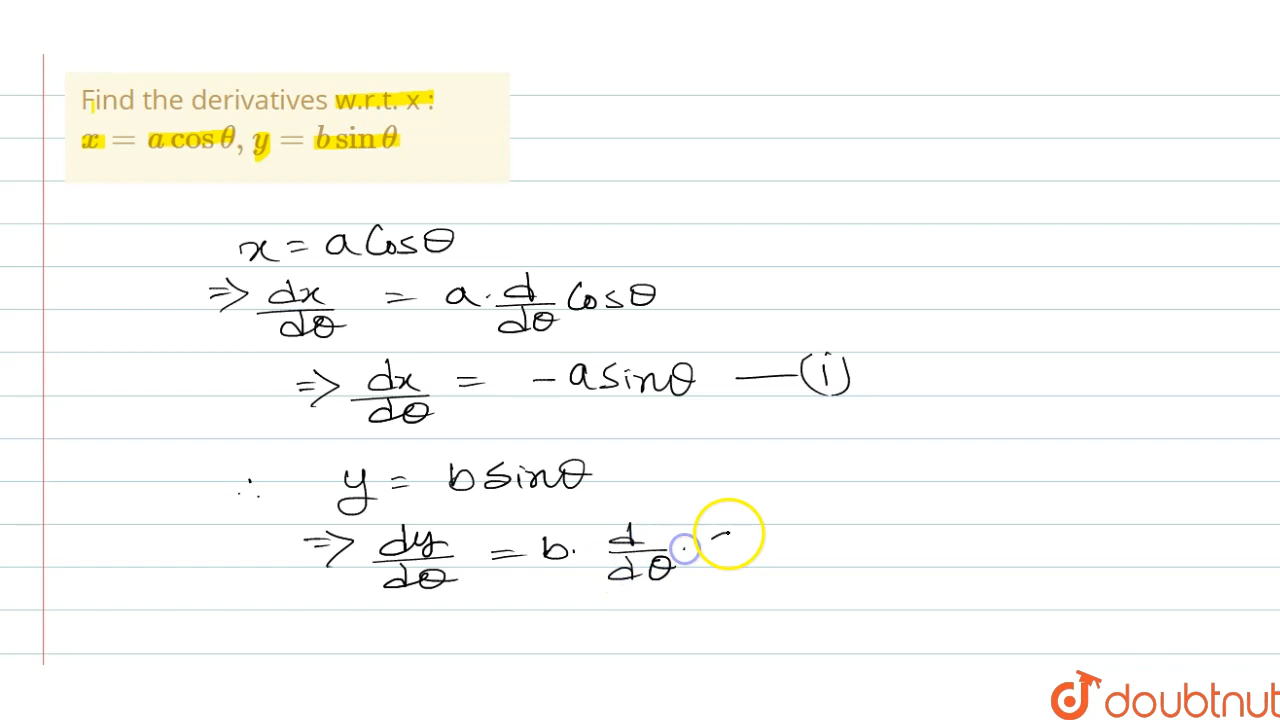 Find the derivatives w.r.t. x :
x = a cos θ, y = b sin θ
x = a Cos θ
⇒ dx/dθ = a · d/dθ Cos θ
⇒ dx/dθ = - a sin θ —(i)
∴ y = b sin θ
⇒ dy/dθ = b · d/dθ ·
doubtnut